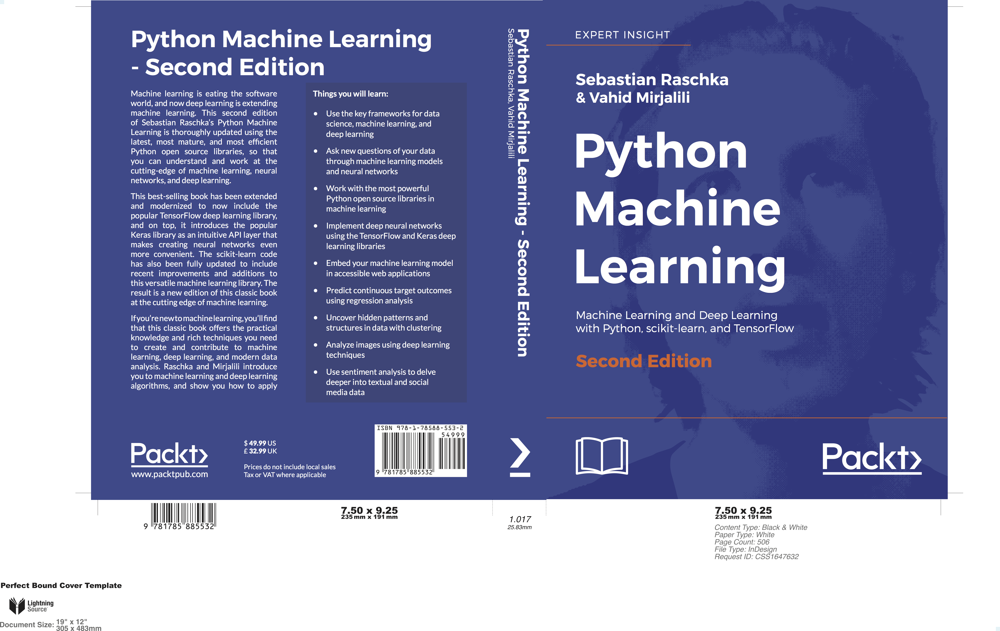 Python Machine Learning
- Second Edition
Machine learning is eating the software
world, and now deep learning is extending
machine learning. This second edition
of Sebastian Raschka's Python Machine
Learning is thoroughly updated using the
latest, most mature, and most efficient
Python open source libraries, so that
you can understand and work at the
cutting-edge of machine learning, neural
networks, and deep learning.
This best-selling book has been extended
and modernized to now include the
popular TensorFlow deep learning library,
and on top, it introduces the popular
Keras library as an intuitive API layer that
makes creating neural networks even
more convenient. The scikit-learn code
has also been fully updated to include
recent improvements and additions to
this versatile machine learning library. The
result is a new edition of this classic book
at the cutting edge of machine learning.
If you're new to machine learning, you'll find
that this classic book offers the practical
knowledge and rich techniques you need
to create and contribute to machine
learning, deep learning, and modern data
analysis. Raschka and Mirjalili introduce
you to machine learning and deep learning
algorithms, and show you how to apply
Things you will learn:
● Use the key frameworks for data
science, machine learning, and
deep learning
● Ask new questions of your data
through machine learning models
and neural networks
● Work with the most powerful
Python open source libraries in
machine learning
● Implement deep neural networks
using the TensorFlow and Keras deep
learning libraries
● Embed your machine learning model
in accessible web applications
● Predict continuous target outcomes
using regression analysis
● Uncover hidden patterns and
structures in data with clustering
● Analyze images using deep learning
techniques
● Use sentiment analysis to delve
deeper into textual and social
media data
Packt>
www.packtpub.com
$ 49.99 US
£ 32.99 UK
Prices do not include local sales
Tax or VAT where applicable
ISBN 978-1-78588-553-2
54999
9 781785 885532
Python Machine Learning - Second Edition
Sebastian Raschka, Vahid Mirjalili
EXPERT INSIGHT
Sebastian Raschka
& Vahid Mirjalili
Python
Machine
Learning
Machine Learning and Deep Learning
with Python, scikit-learn, and TensorFlow
Second Edition
Packt>
9 781785 885532
7.50 x 9.25
235 mm x 191 mm
1.017
25.83mm
7.50 x 9.25
235 mm x 191 mm
Content Type: Black & White
Paper Type: White
Page Count: 506
File Type: InDesign
Request ID: CSS1647632
Perfect Bound Cover Template
Lightning
Source
Document Size: 19" x 12"
305 x 483mm